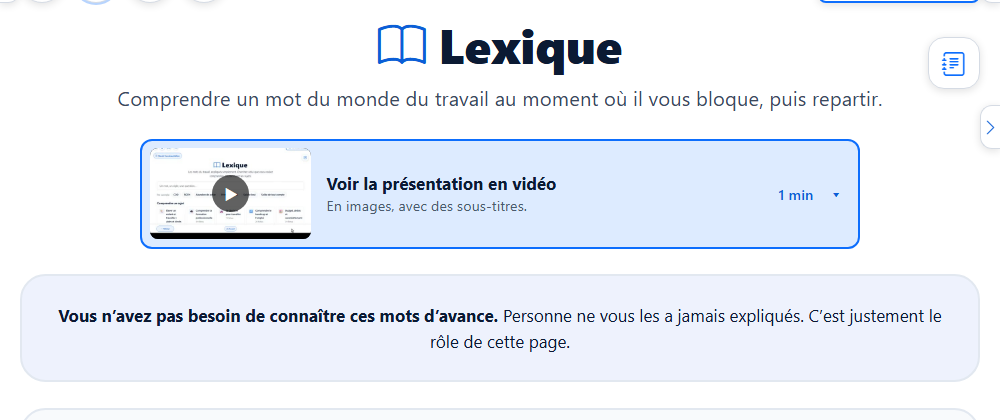 Lexique
Comprendre un mot du monde du travail au moment où il vous bloque, puis repartir.
Lexique
Voir la présentation en vidéo
En images, avec des sous-titres.
1 min
Vous n’avez pas besoin de connaître ces mots d’avance. Personne ne vous les a jamais expliqués. C’est justement le
rôle de cette page.